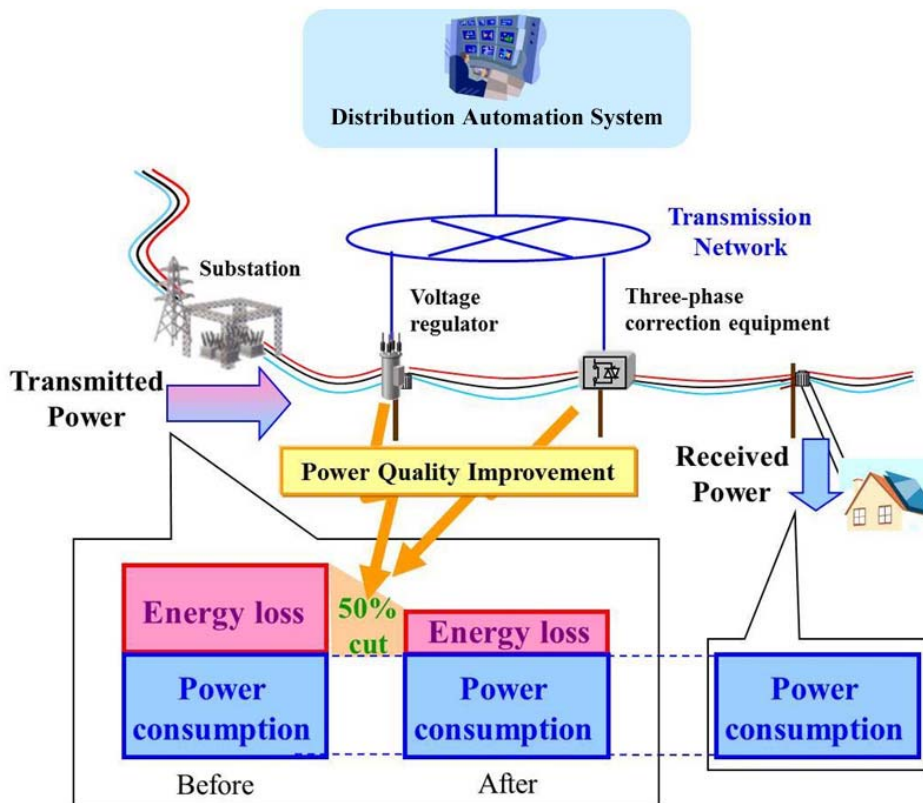 Distribution Automation System
Transmission
Network
Substation
Voltage
regulator
Three-phase
correction equipment
Transmitted
Power
Power Quality Improvement
Received
Power
Energy loss
50%
cut
Energy loss
Power
consumption
Power
consumption
Power
consumption
Before
After